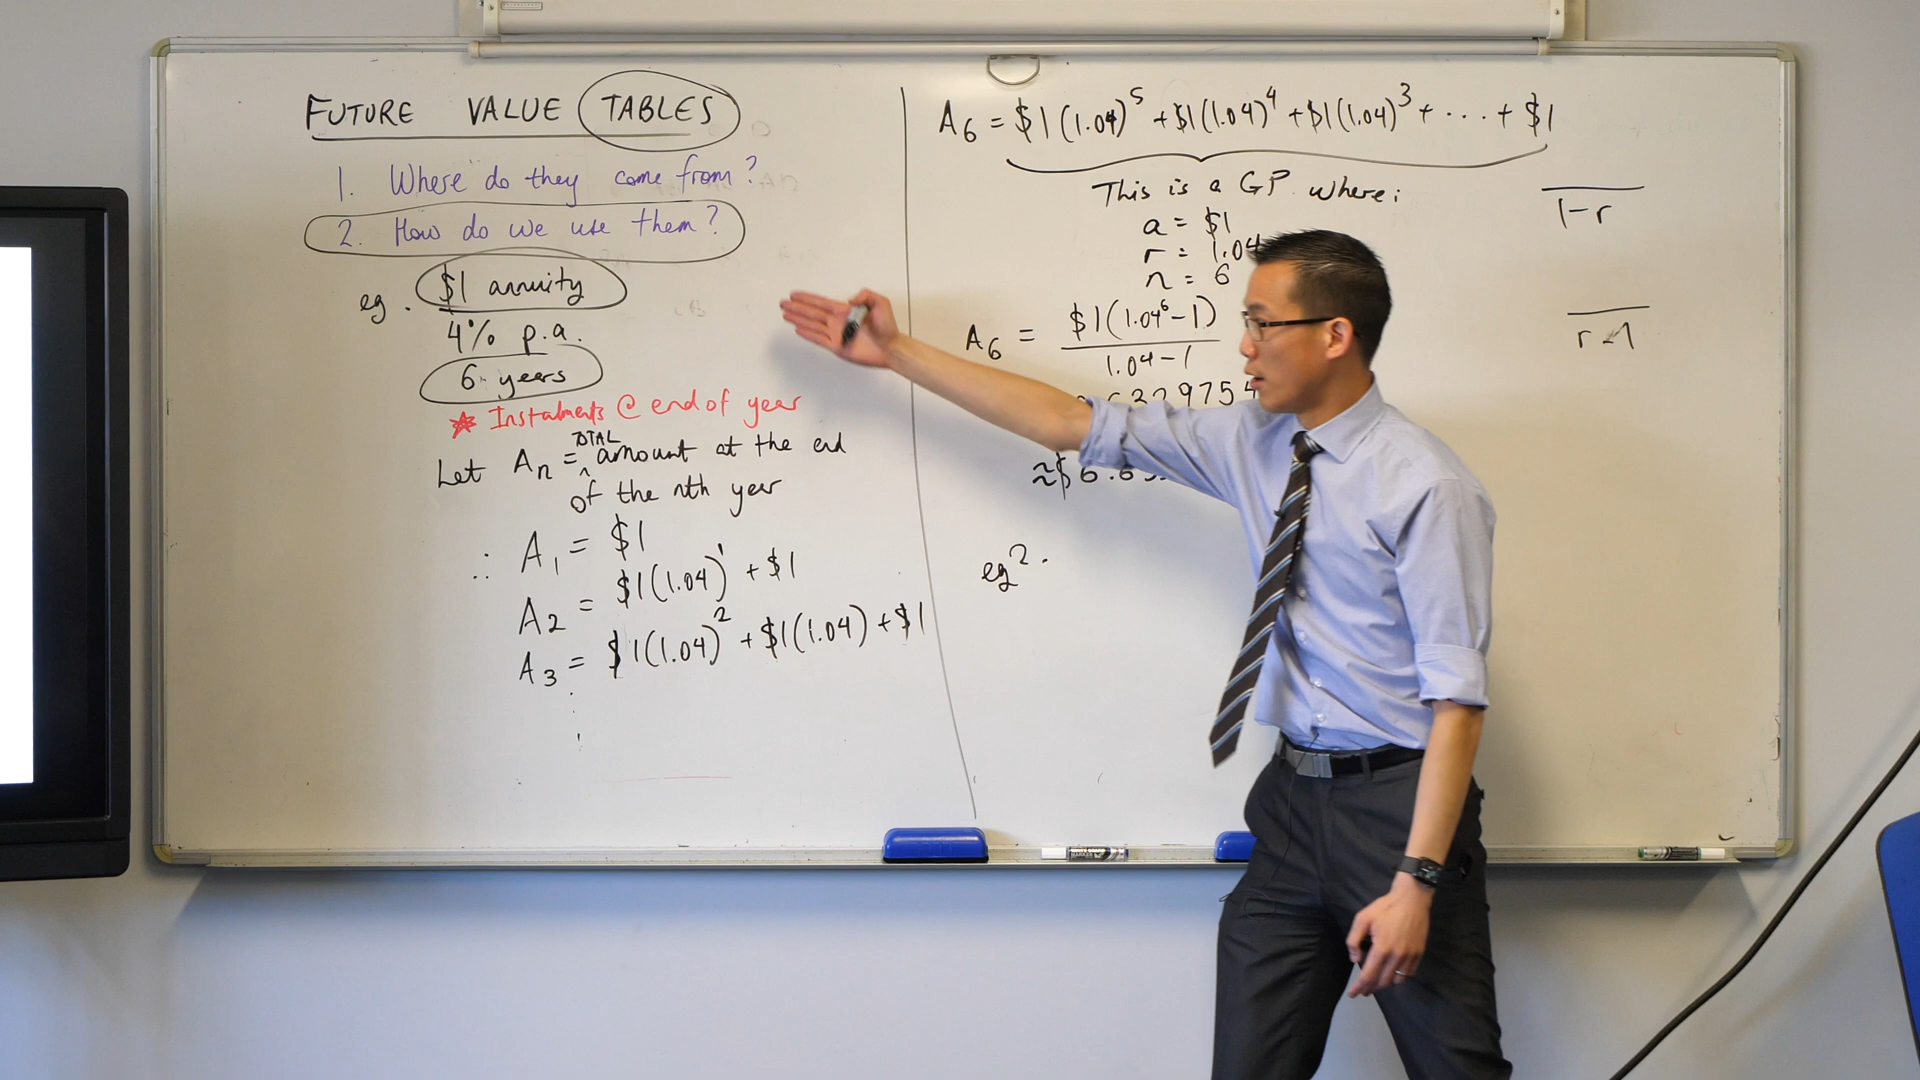 FUTURE VALUE TABLES
1. Where do they come from?
2. How do we use them?
eg. $1 annuity
4% p.a.
6 years
* Instalments @ end of year
Let An = TOTAL amount at the end
of the nth year
∴ A1 = $1
A2 = $1(1.04)^1 + $1
A3 = $1(1.04)^2 + $1(1.04) + $1
A6 = $1(1.04)^5 + $1(1.04)^4 + $1(1.04)^3 + ... + $1
This is a GP where:
a = $1
r = 1.04
n = 6
A6 = $1(1.04^6 - 1)
1.04 - 1
632975
≈ $6.63
eg 2.
1 - r
r - 1